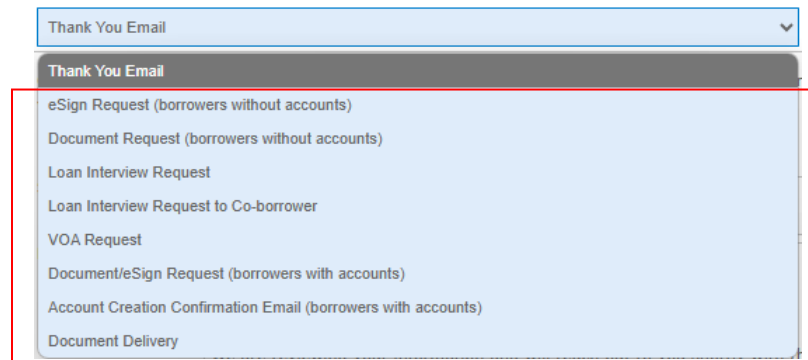 Thank You Email
Thank You Email
eSign Request (borrowers without accounts)
Document Request (borrowers without accounts)
Loan Interview Request
Loan Interview Request to Co-borrower
VOA Request
Document/eSign Request (borrowers with accounts)
Account Creation Confirmation Email (borrowers with accounts)
Document Delivery